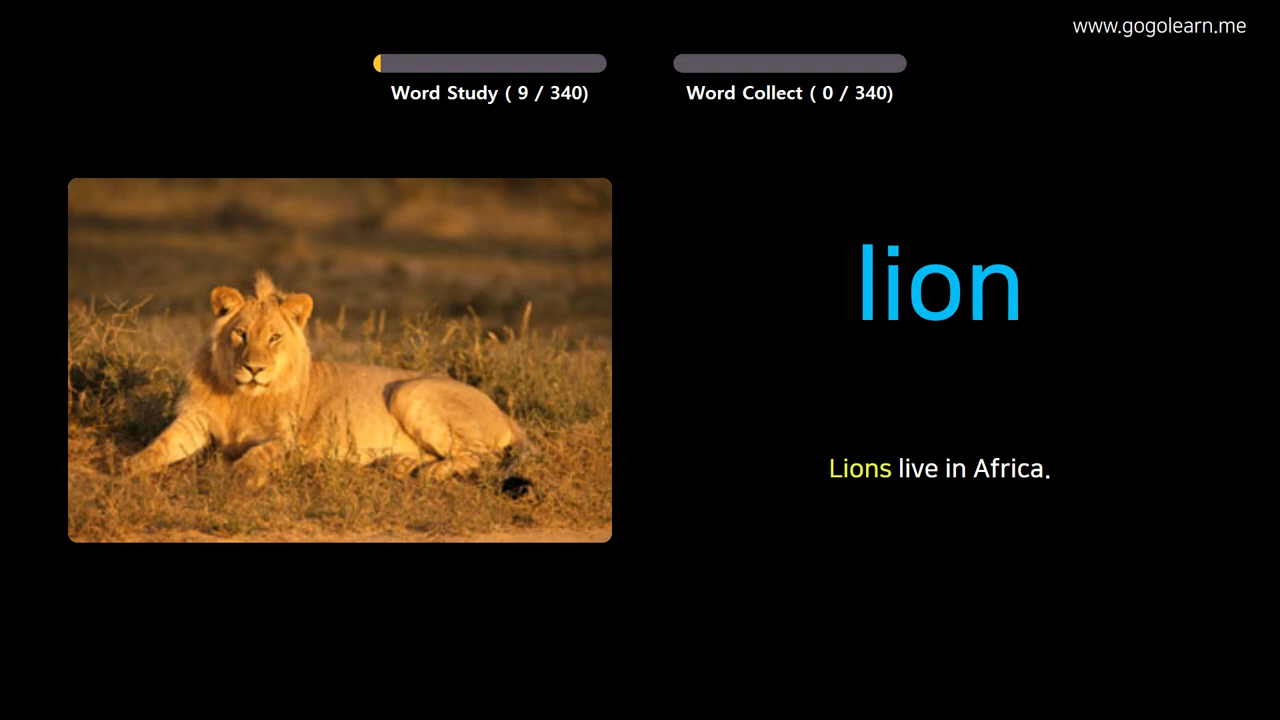 www.gogolearn.me
Word Study ( 9 / 340)
Word Collect ( 0 / 340)
lion
Lions live in Africa.